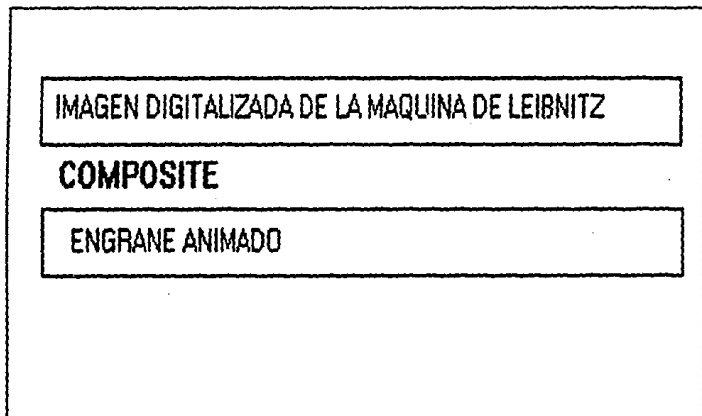 IMAGEN DIGITALIZADA DE LA MAQUINA DE LEIBNITZ
COMPOSITE
ENGRANE ANIMADO